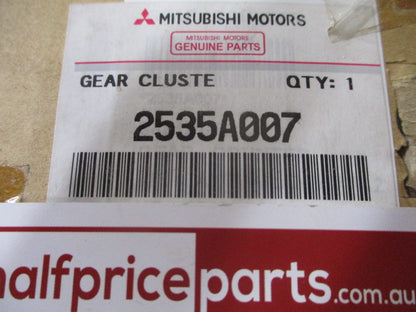 MITSUBISHI MOTORS
MITSUBISHI MOTORS
GENUINE PARTS
GEAR CLUSTE QTY: 1
2535A007
halfpriceparts.com.au